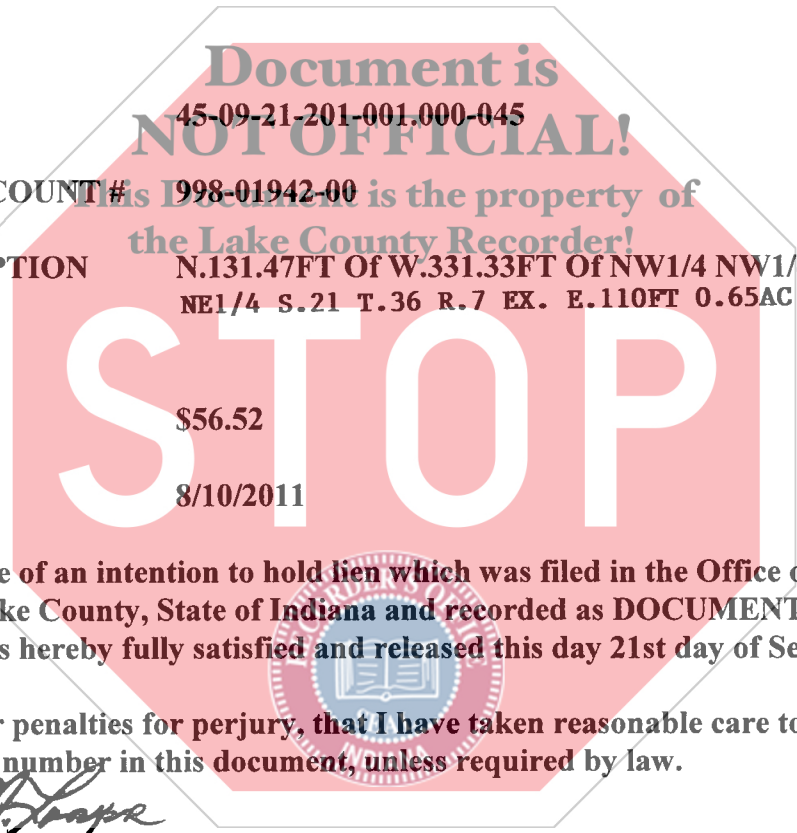 Document is
45-09-21-201-001.000-045
NOT OFFICIAL!
COUNT # 998-01942-00
This Document is the property of
the Lake County Recorder!
PTION N.131.47FT Of W.331.33FT Of NW1/4 NW1/
NE1/4 S.21 T.36 R.7 EX. E.110FT 0.65AC
STOP
$56.52
8/10/2011
e of an intention to hold lien which was filed in the Office o
ke County, State of Indiana and recorded as DOCUMENT
s hereby fully satisfied and released this day 21st day of Se
RECORDER'S OFFICE
r penalties for perjury, that I have taken reasonable care to
number in this document, unless required by law.
INDIANA